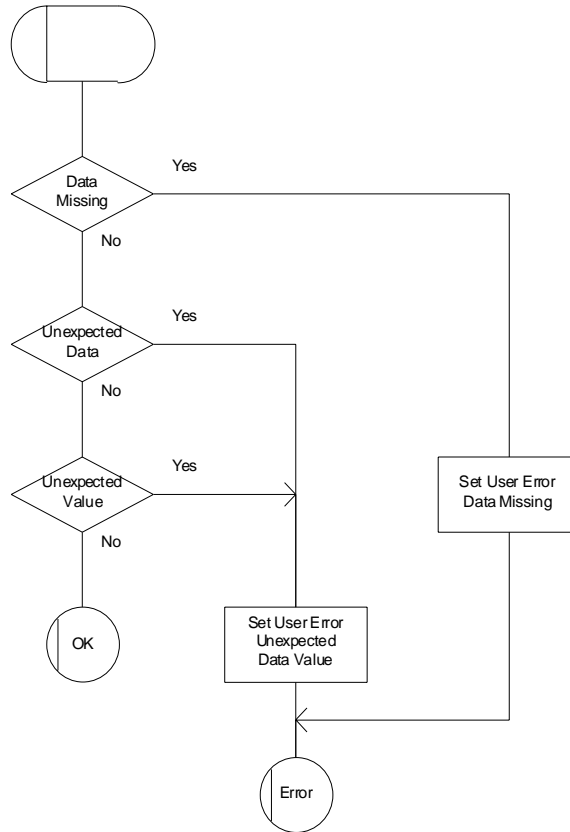 Yes
Data
Missing
No
Yes
Unexpected
Data
No
Yes
Unexpected
Value
No
Set User Error
Data Missing
OK
Set User Error
Unexpected
Data Value
Error